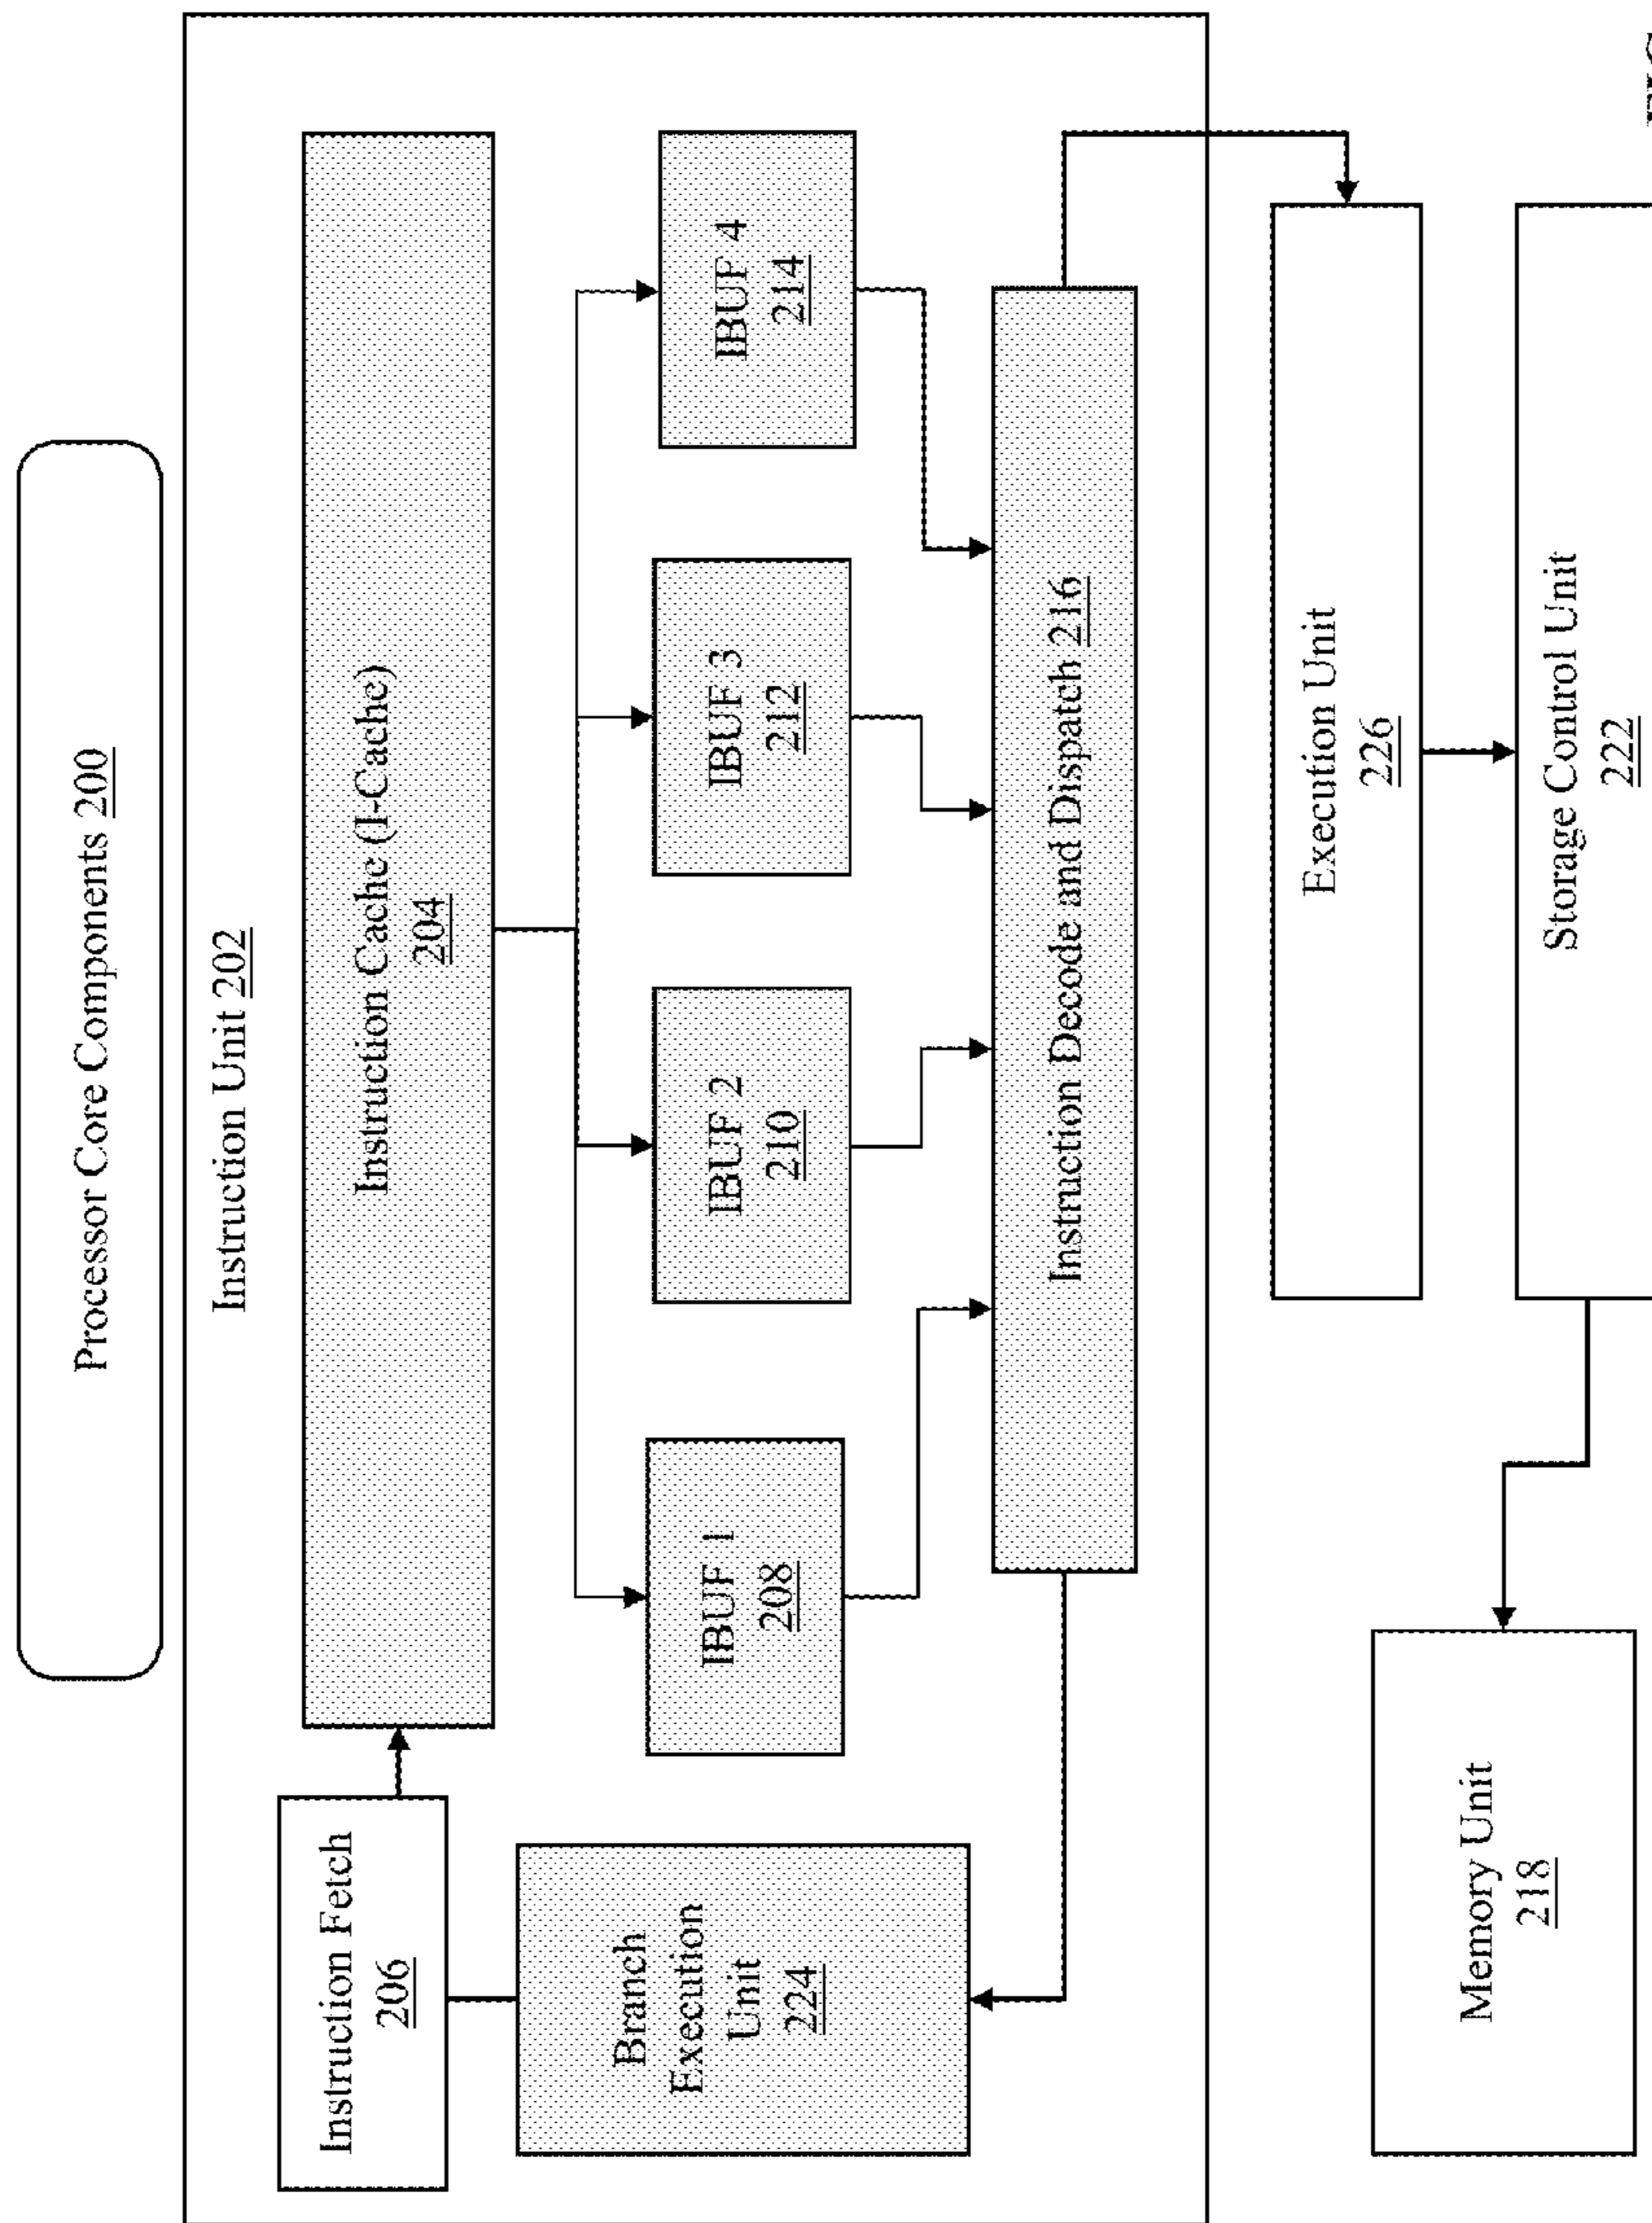 Processor Core Components 200
Instruction Unit 202
Instruction Fetch
206
Instruction Cache (I-Cache)
204
Branch
Execution
Unit
224
IBUF 1
208
IBUF 2
210
IBUF 3
212
IBUF 4
214
Instruction Decode and Dispatch 216
Execution Unit
226
Memory Unit
218
Storage Control Unit
222